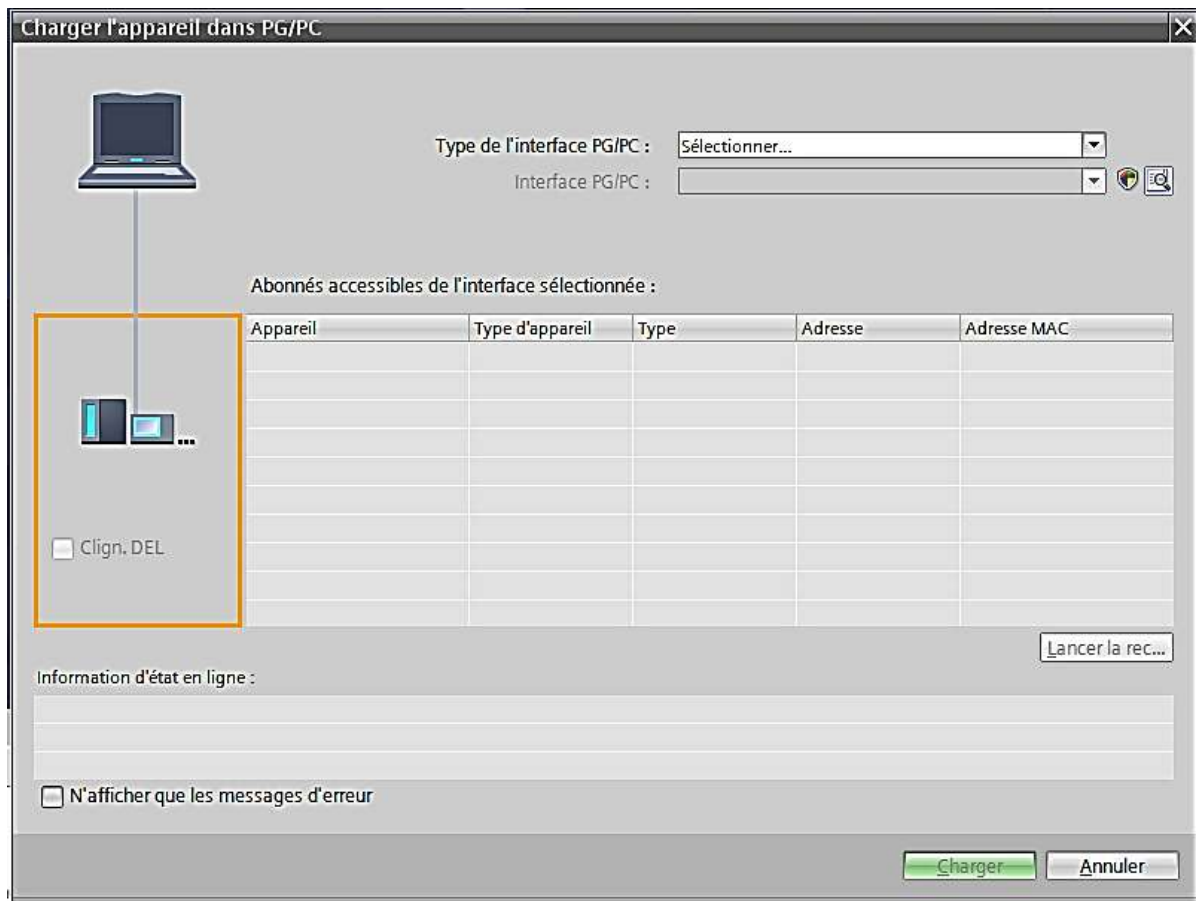 Charger l'appareil dans PG/PC
Type de l'interface PG/PC : Sélectionner...
Interface PG/PC :
Abonnés accessibles de l'interface sélectionnée :
Appareil Type d'appareil Type Adresse Adresse MAC
Clign. DEL
Lancer la rec...
Information d'état en ligne :
N'afficher que les messages d'erreur
Charger Annuler